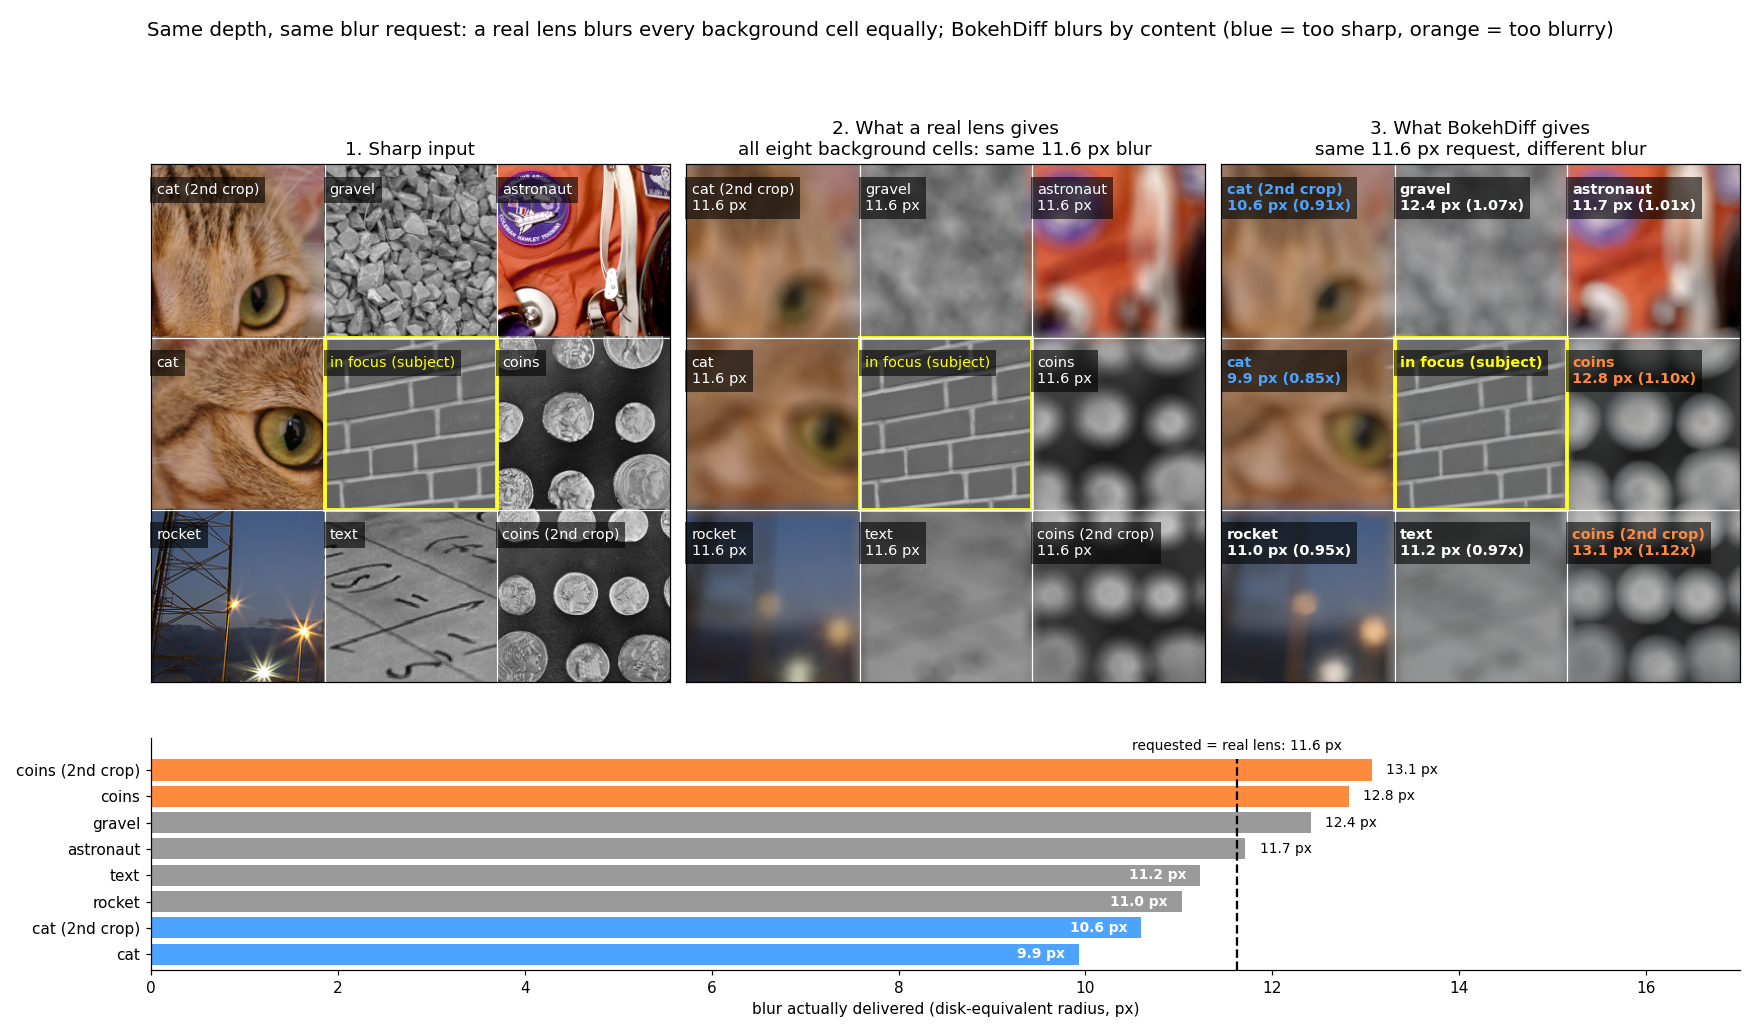 Same depth, same blur request: a real lens blurs every background cell equally; BokehDiff blurs by content (blue = too sharp, orange = too blurry)
1. Sharp input
cat (2nd crop)
gravel
astronaut
cat
in focus (subject)
coins
rocket
text
coins (2nd crop)
2. What a real lens gives
all eight background cells: same 11.6 px blur
cat (2nd crop)
11.6 px
gravel
11.6 px
astronaut
11.6 px
cat
11.6 px
in focus (subject)
coins
11.6 px
rocket
11.6 px
text
11.6 px
coins (2nd crop)
11.6 px
3. What BokehDiff gives
same 11.6 px request, different blur
cat (2nd crop)
10.6 px (0.91x)
gravel
12.4 px (1.07x)
astronaut
11.7 px (1.01x)
cat
9.9 px (0.85x)
in focus (subject)
coins
12.8 px (1.10x)
rocket
11.0 px (0.95x)
text
11.2 px (0.97x)
coins (2nd crop)
13.1 px (1.12x)
requested = real lens: 11.6 px
coins (2nd crop) 13.1 px
coins 12.8 px
gravel 12.4 px
astronaut 11.7 px
text 11.2 px
rocket 11.0 px
cat (2nd crop) 10.6 px
cat 9.9 px
0 2 4 6 8 10 12 14 16
blur actually delivered (disk-equivalent radius, px)